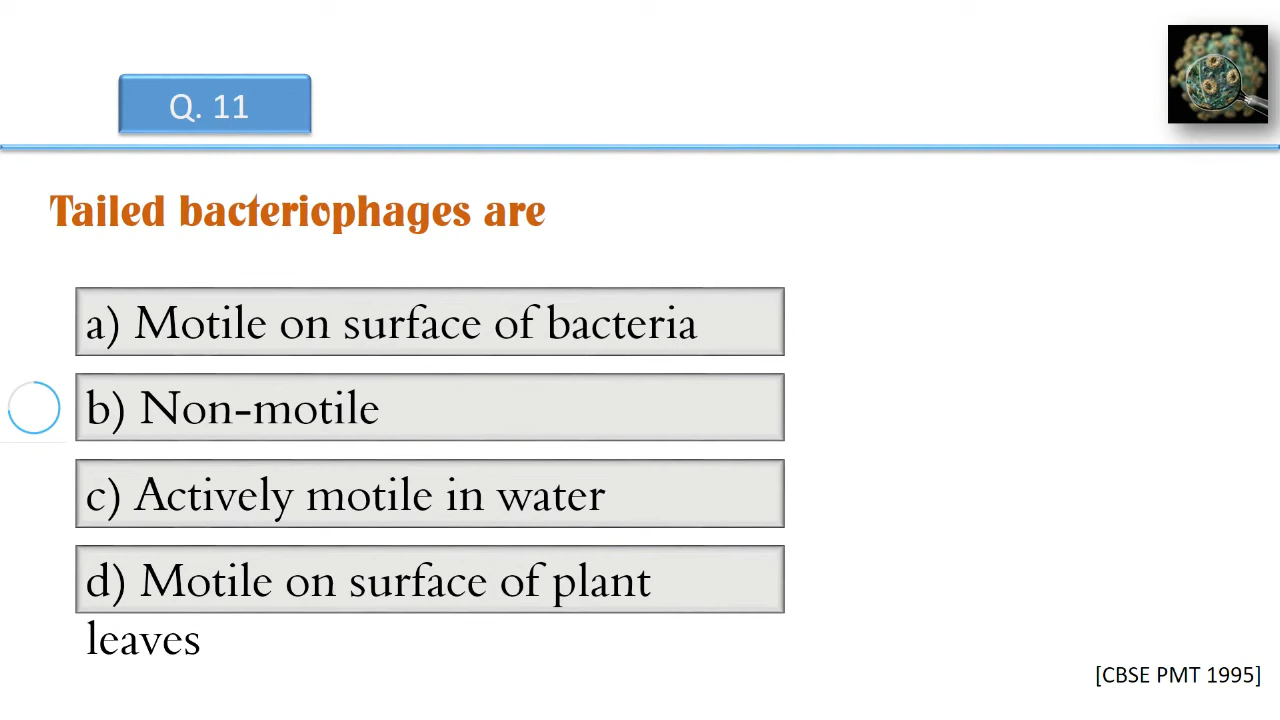 Q. 11
Tailed bacteriophages are
a) Motile on surface of bacteria
b) Non-motile
c) Actively motile in water
d) Motile on surface of plant
leaves
[CBSE PMT 1995]